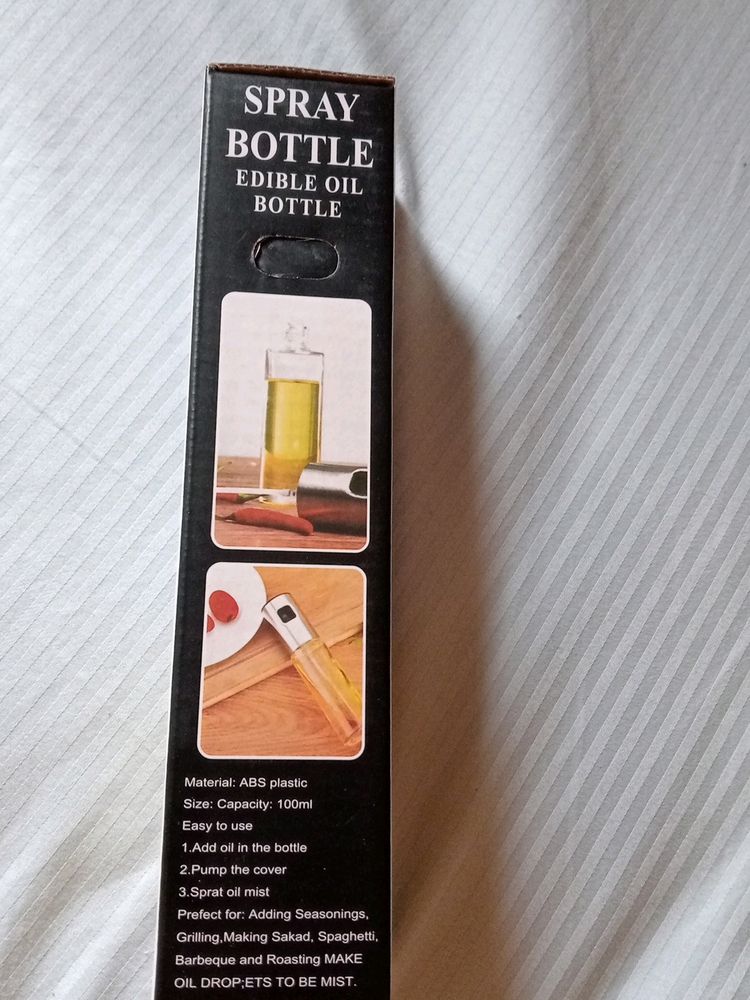 SPRAY
BOTTLE
EDIBLE OIL
BOTTLE
Material: ABS plastic
Size: Capacity: 100ml
Easy to use
1.Add oil in the bottle
2.Pump the cover
3.Sprat oil mist
Prefect for: Adding Seasonings,
Grilling,Making Sakad, Spaghetti,
Barbeque and Roasting MAKE
OIL DROP;ETS TO BE MIST.